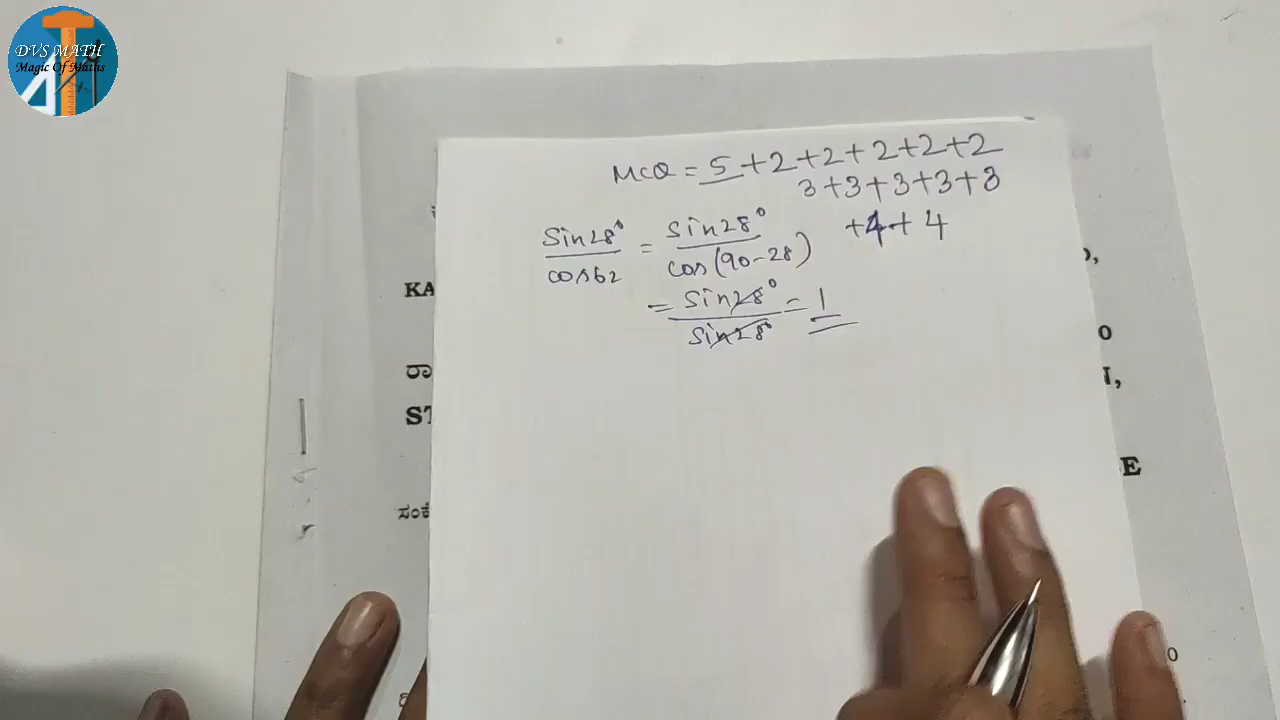 DVS MATH
Magic Of Maths
MCQ = 5 + 2 + 2 + 2 + 2 + 2
3 + 3 + 3 + 3 + 3
+ 4 + 4
Sin28° / cos62 = Sin28° / cos(90-28)
= Sin28° / Sin28° = 1
KA
ST
E